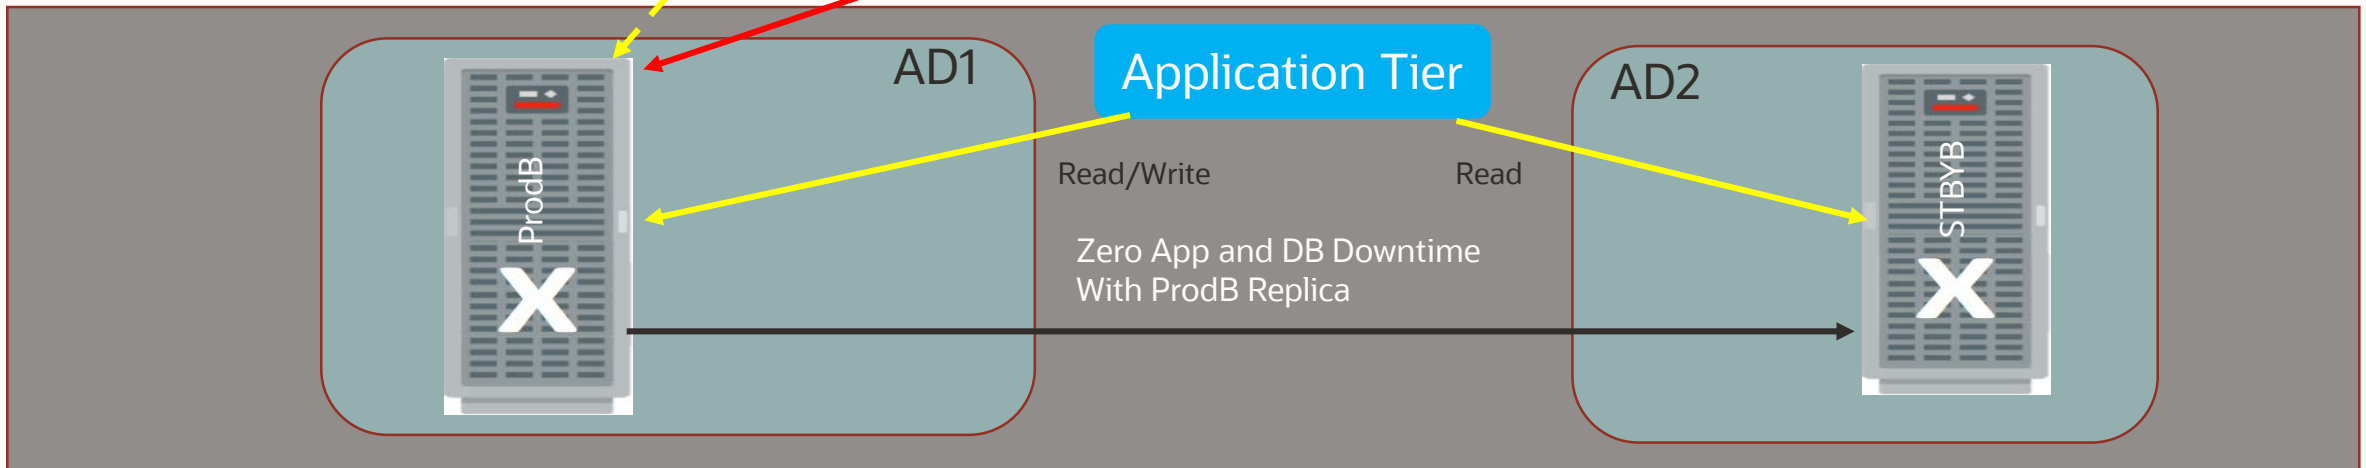 AD1
Application Tier
AD2
ProdB
Read/Write
Read
STBYB
Zero App and DB Downtime
With ProdB Replica
X
X